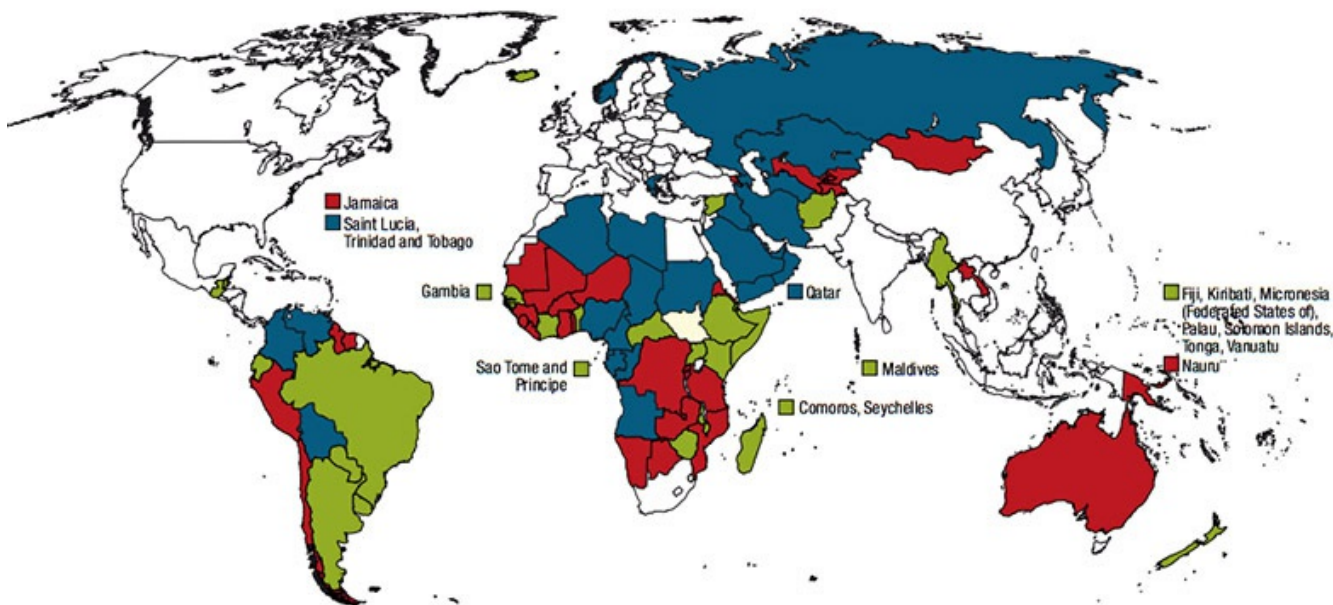 Jamaica
Saint Lucia,
Trinidad and Tobago
Gambia
Qatar
Fiji, Kiribati, Micronesia
(Federated States of),
Palau, Solomon Islands,
Tonga, Vanuatu
Nauru
Sao Tome and
Principe
Maldives
Comoros, Seychelles